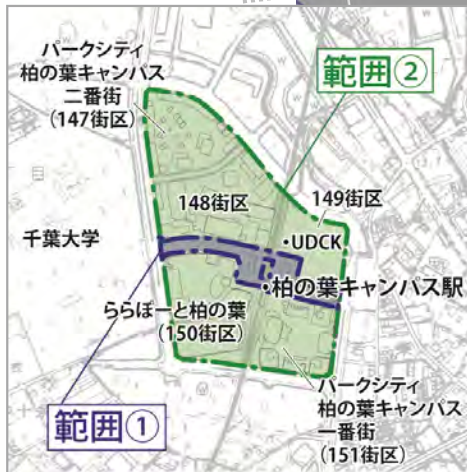 パークシティ
柏の葉キャンパス
二番街
(147街区)
範囲②
148街区
149街区
千葉大学
・UDCK
・柏の葉キャンパス駅
ららぽーと柏の葉
(150街区)
範囲①
パークシティ
柏の葉キャンパス
一番街
(151街区)